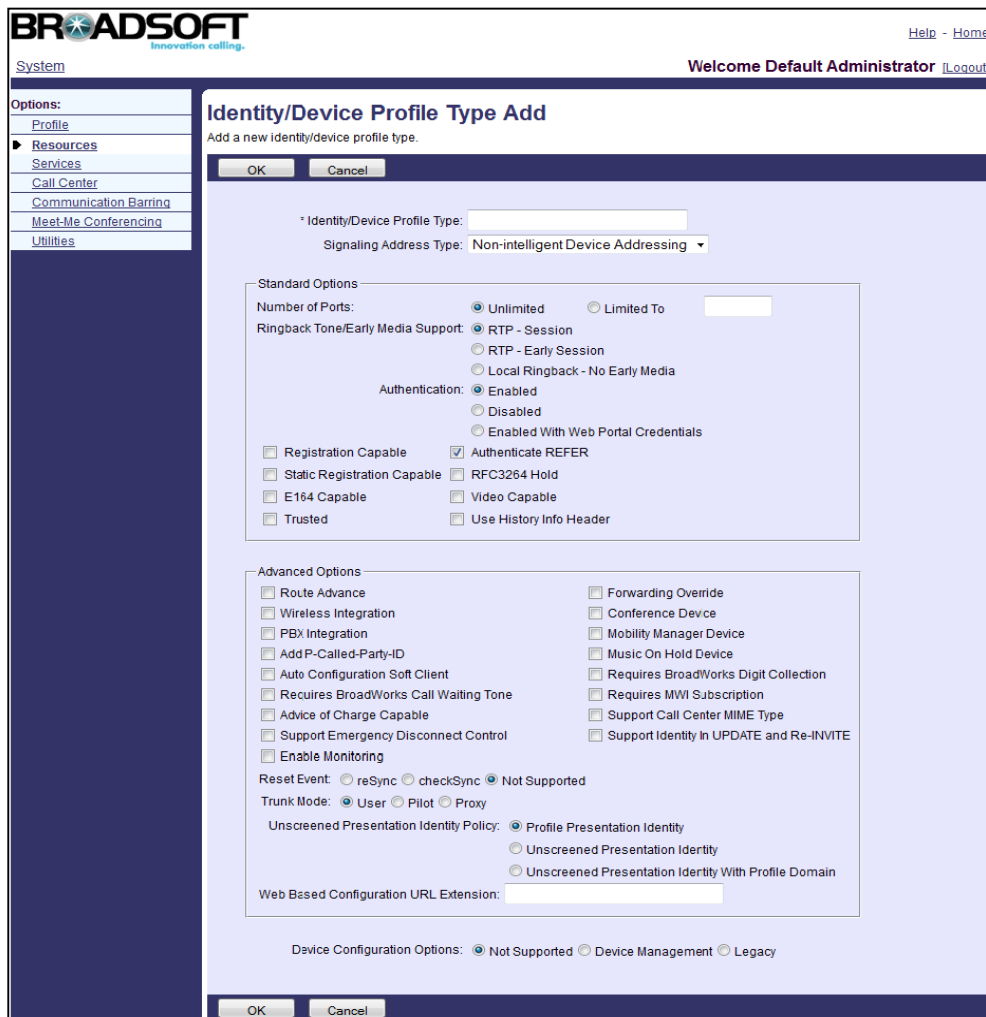 BROADSOFT
Innovation calling.
Help - Home
System
Welcome Default Administrator [Logout
Options:
Profile
Resources
Services
Call Center
Communication Barring
Meet-Me Conferencing
Utilities
Identity/Device Profile Type Add
Add a new identity/device profile type.
OK Cancel
* Identity/Device Profile Type:
Signaling Address Type: Non-intelligent Device Addressing
Standard Options
Number of Ports: Unlimited Limited To
Ringback Tone/Early Media Support: RTP - Session
RTP - Early Session
Local Ringback - No Early Media
Authentication: Enabled
Disabled
Enabled With Web Portal Credentials
Registration Capable Authenticate REFER
Static Registration Capable RFC3264 Hold
E164 Capable Video Capable
Trusted Use History Info Header
Advanced Options
Route Advance Forwarding Override
Wireless Integration Conference Device
PBX Integration Mobility Manager Device
Add P-Called-Party-ID Music On Hold Device
Auto Configuration Soft Client Requires BroadWorks Digit Collection
Requires BroadWorks Call Waiting Tone Requires MWI Subscription
Advice of Charge Capable Support Call Center MIME Type
Support Emergency Disconnect Control Support Identity In UPDATE and Re-INVITE
Enable Monitoring
Reset Event: reSync checkSync Not Supported
Trunk Mode: User Pilot Proxy
Unscreened Presentation Identity Policy: Profile Presentation Identity
Unscreened Presentation Identity
Unscreened Presentation Identity With Profile Domain
Web Based Configuration URL Extension:
Device Configuration Options: Not Supported Device Management Legacy
OK Cancel